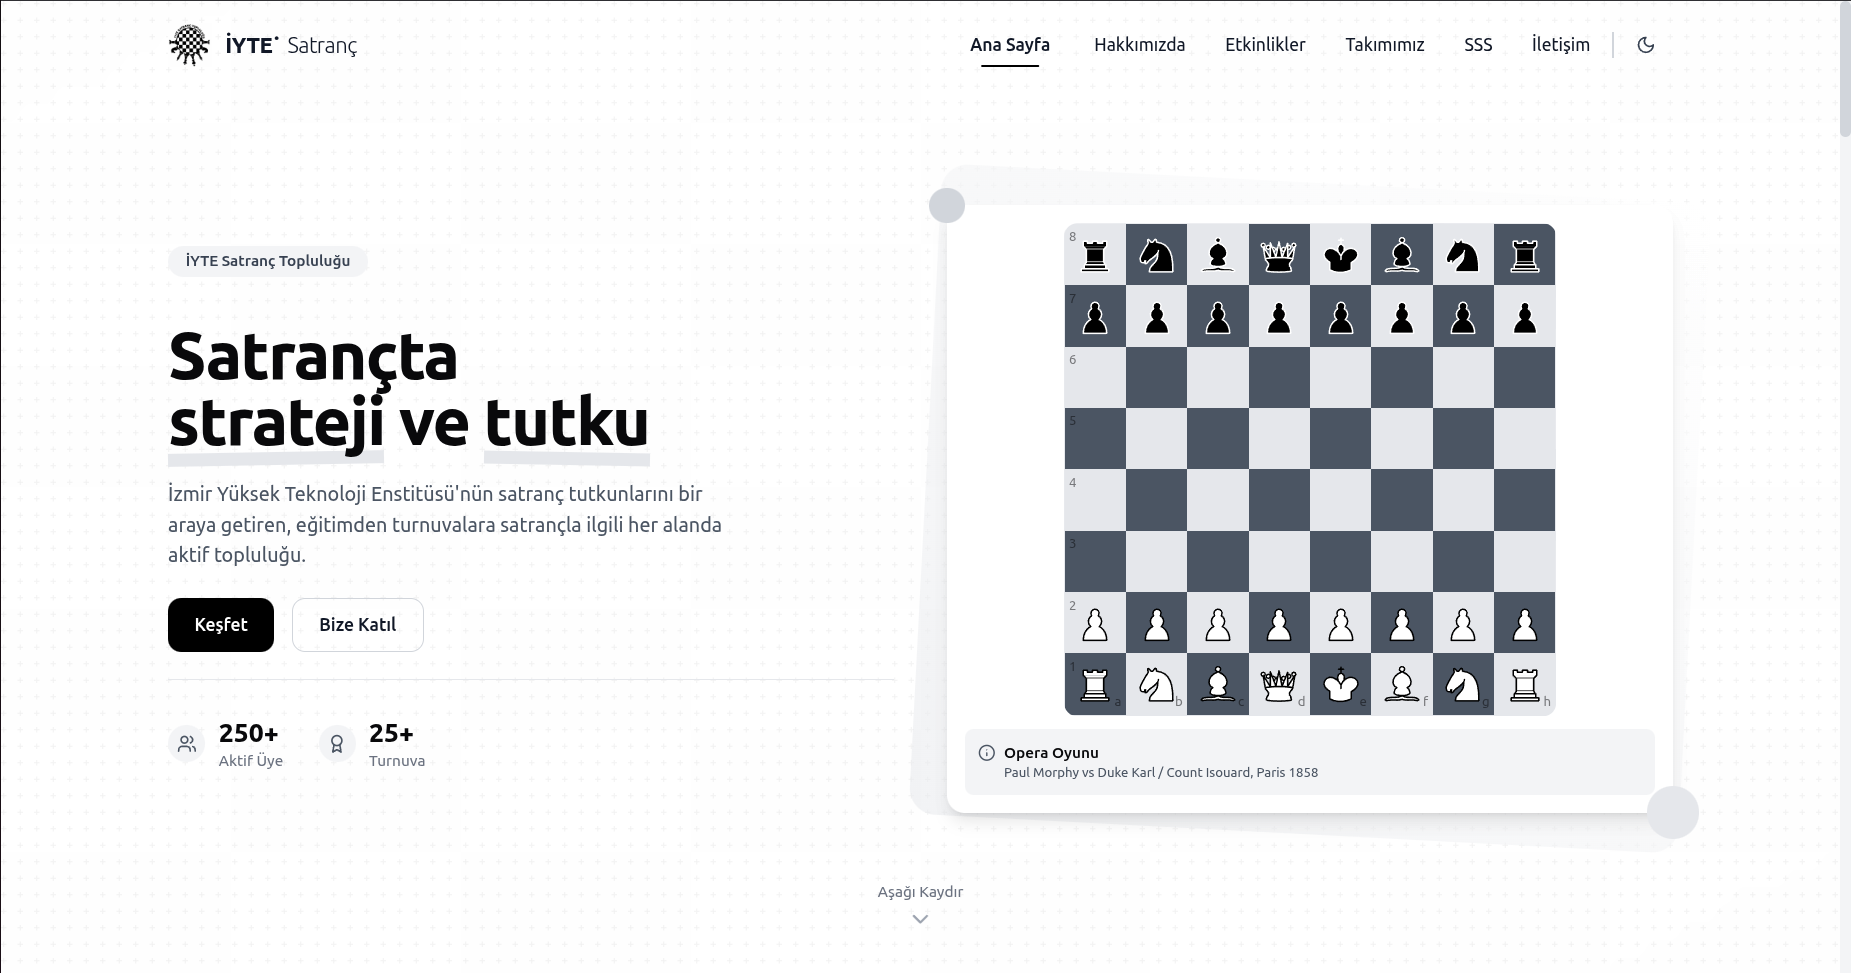 İYTE Satranç
Ana Sayfa
Hakkımızda
Etkinlikler
Takımımız
SSS
İletişim
İYTE Satranç Topluluğu
Satrançta
strateji ve tutku
İzmir Yüksek Teknoloji Enstitüsü'nün satranç tutkunlarını bir
araya getiren, eğitimden turnuvalara satrançla ilgili her alanda
aktif topluluğu.
Keşfet
Bize Katıl
250+
Aktif Üye
25+
Turnuva
8
7
6
5
4
3
2
1
a b c d e f g h
Opera Oyunu
Paul Morphy vs Duke Karl / Count Isouard, Paris 1858
Aşağı Kaydır